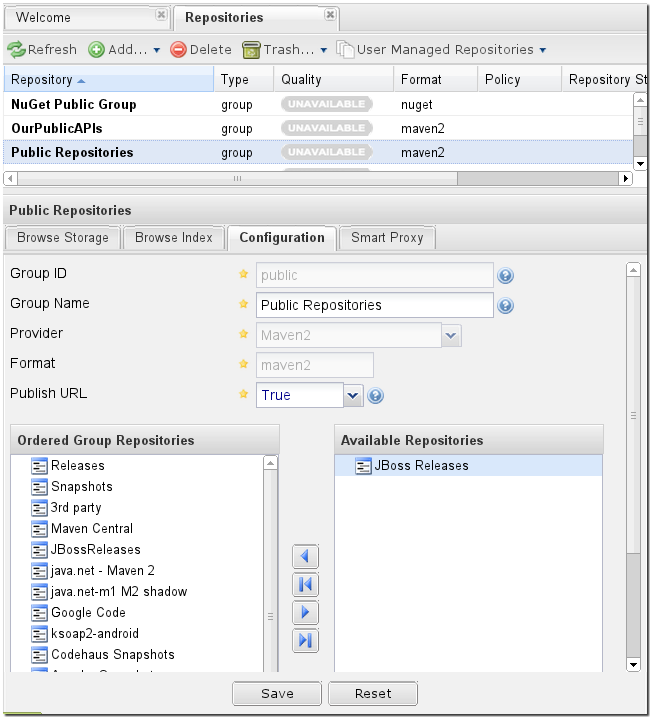 Welcome Repositories
Refresh Add... Delete Trash... User Managed Repositories
Repository Type Quality Format Policy Repository St
NuGet Public Group group UNAVAILABLE nuget
OurPublicAPIs group UNAVAILABLE maven2
Public Repositories group UNAVAILABLE maven2
Public Repositories
Browse Storage Browse Index Configuration Smart Proxy
Group ID public
Group Name Public Repositories
Provider Maven2
Format maven2
Publish URL True
Ordered Group Repositories Available Repositories
Releases JBoss Releases
Snapshots
3rd party
Maven Central
JBossReleases
java.net - Maven 2
java.net-m1 M2 shadow
Google Code
ksoap2-android
Codehaus Snapshots
Save Reset